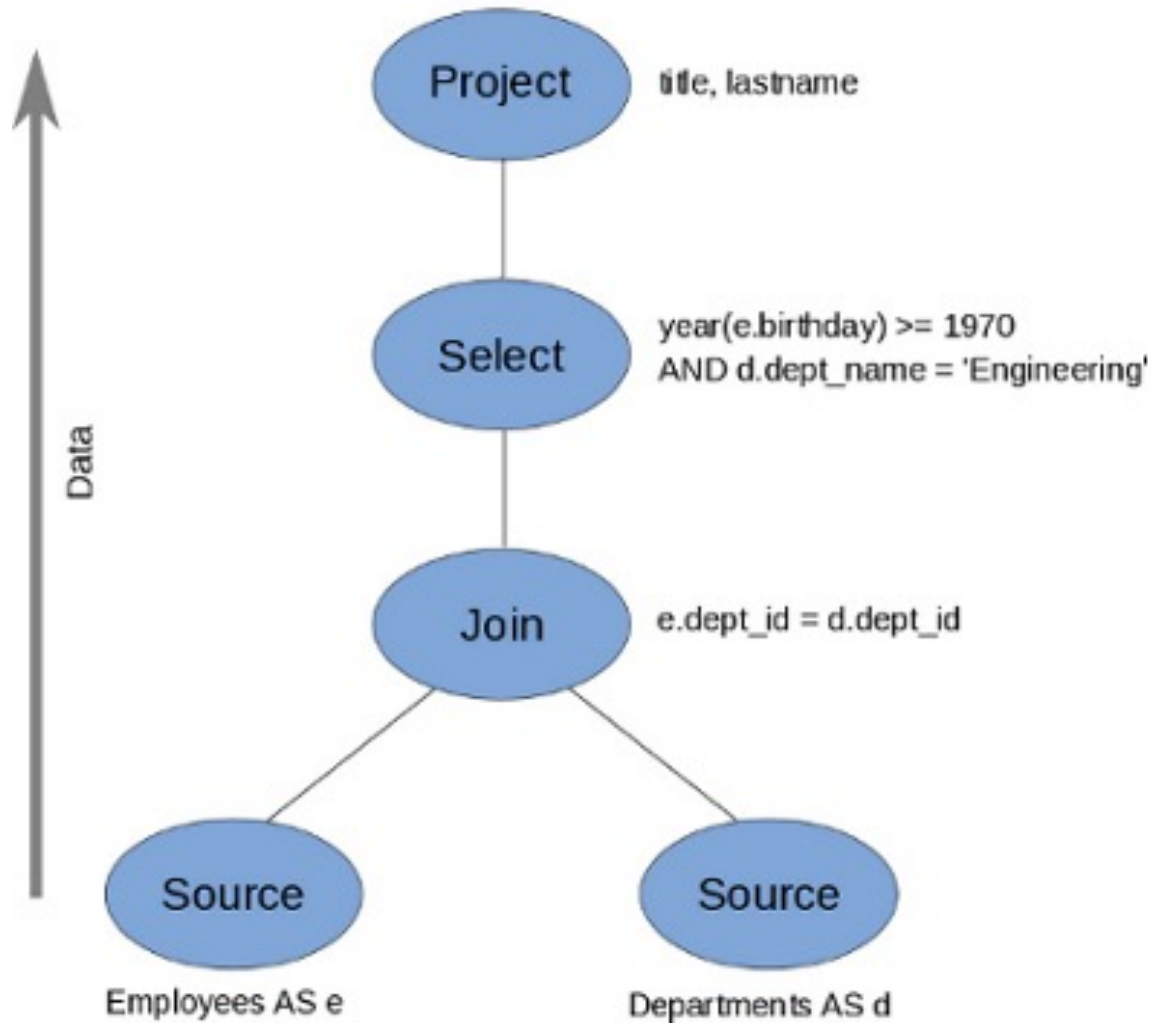 Project
title, lastname
Select
year(e.birthday) >= 1970
AND d.dept_name = 'Engineering'
Data
Join
e.dept_id = d.dept_id
Source
Source
Employees AS e
Departments AS d